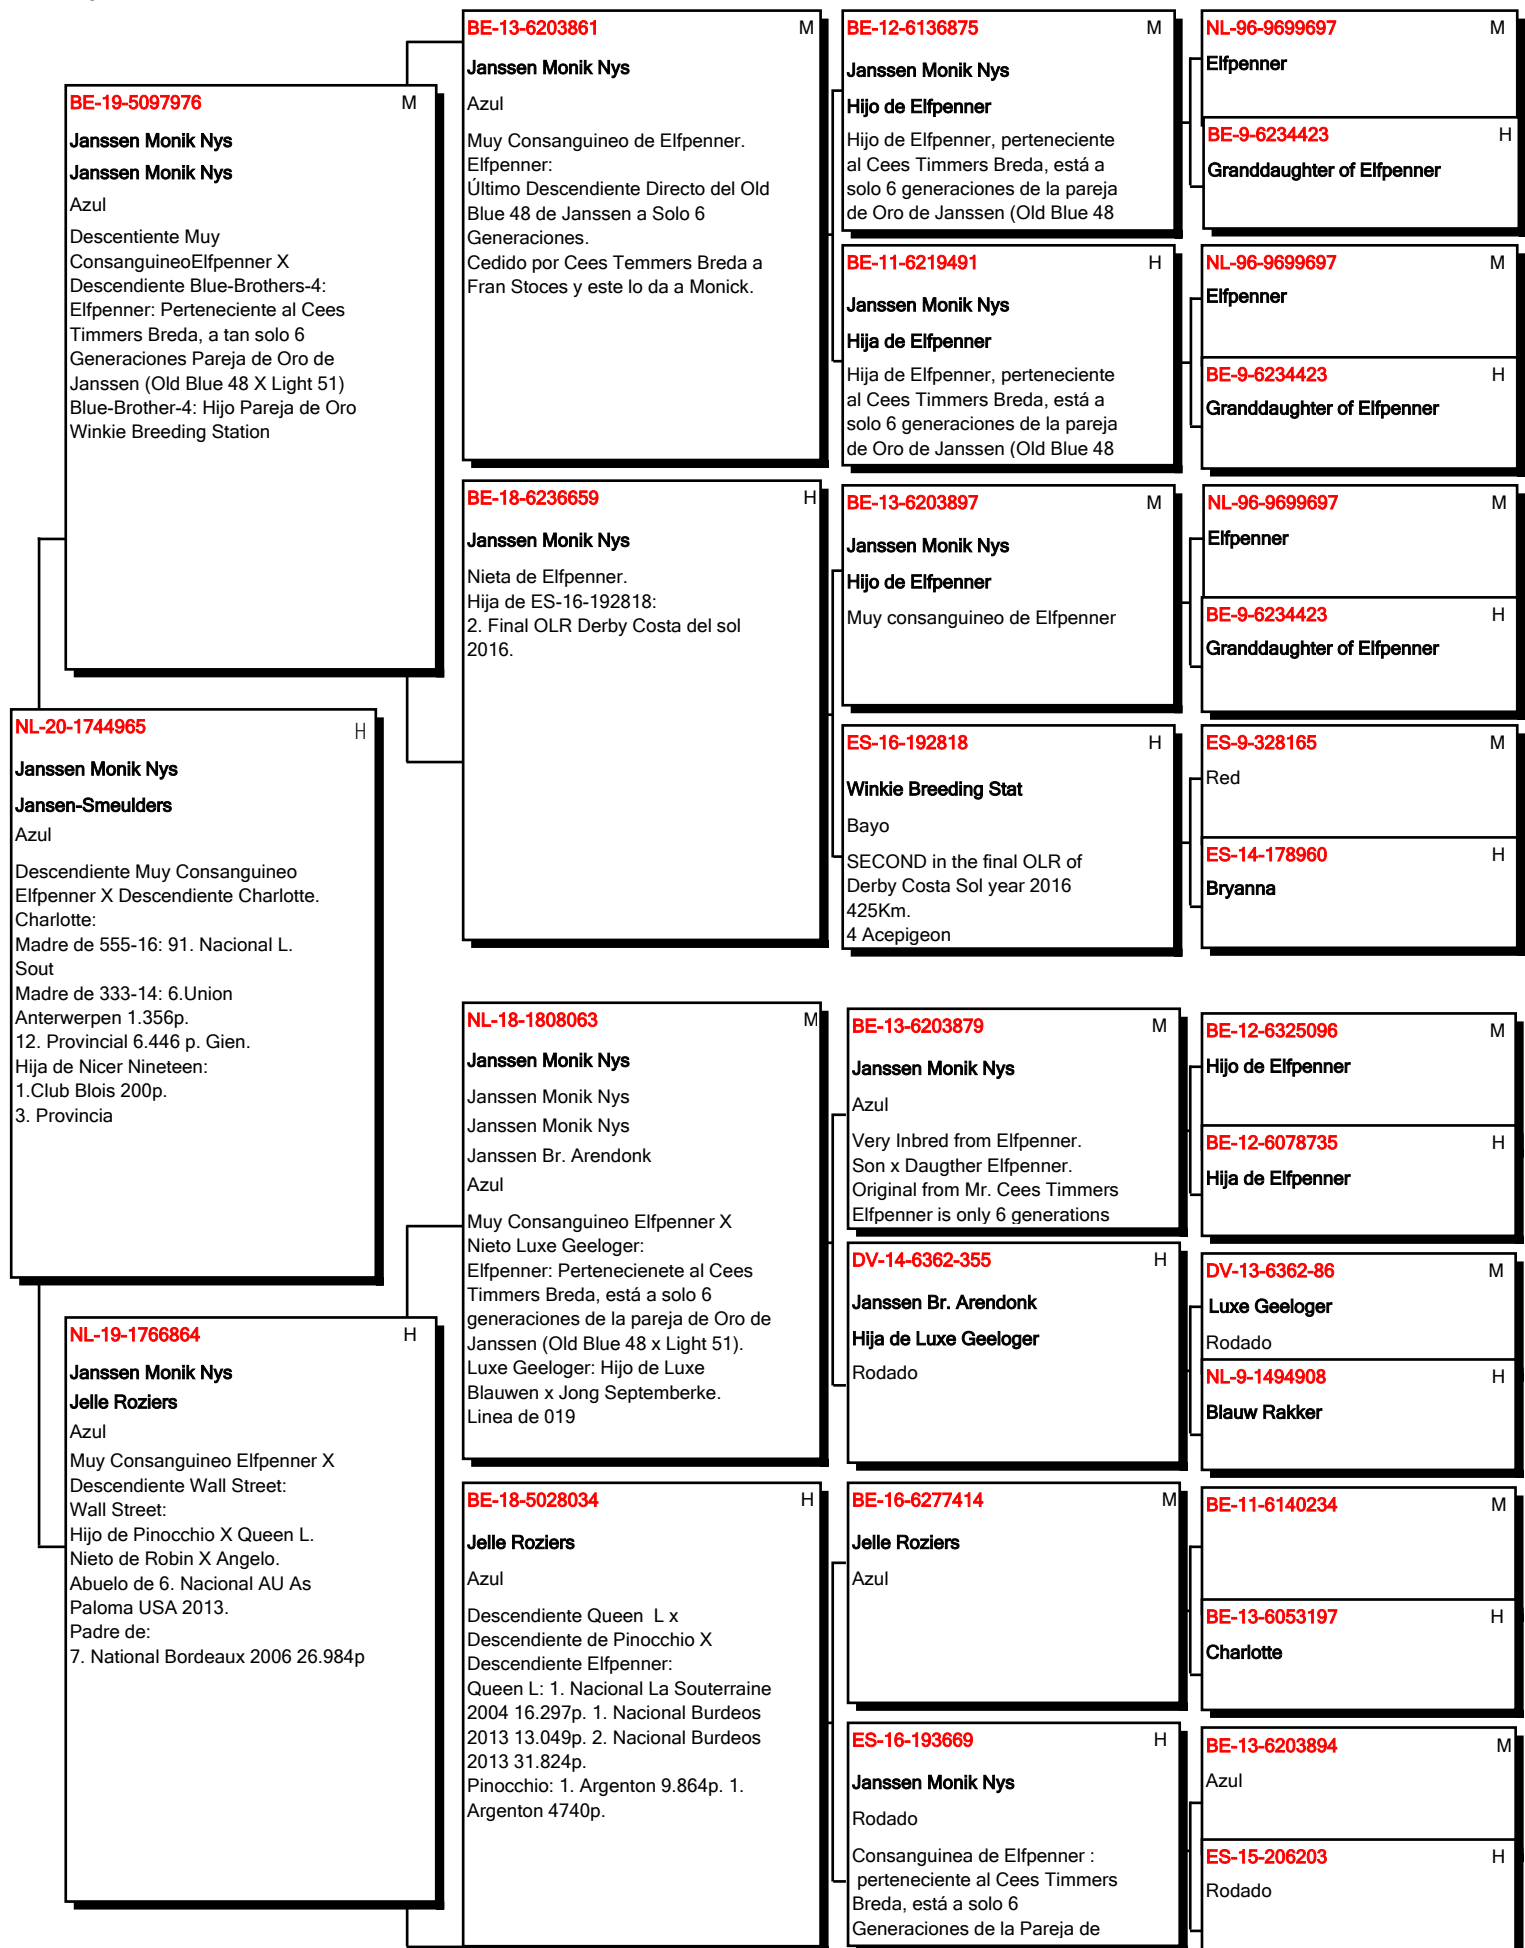 BE-13-6203861 M
Janssen Monik Nys
Azul
Muy Consanguineo de Elfpenner.
Elfpenner:
Último Descendiente Directo del Old
Blue 48 de Janssen a Solo 6
Generaciones.
Cedido por Cees Temmers Breda a
Fran Stoces y este lo da a Monick.
BE-12-6136875 M
Janssen Monik Nys
Hijo de Elfpenner
Hijo de Elfpenner, perteneciente
al Cees Timmers Breda, está a
solo 6 generaciones de la pareja
de Oro de Janssen (Old Blue 48
NL-96-9699697 M
Elfpenner
BE-9-6234423 H
Granddaughter of Elfpenner
BE-19-5097976 M
Janssen Monik Nys
Janssen Monik Nys
Azul
Descentiente Muy
ConsanguineoElfpenner X
Descendiente Blue-Brothers-4:
Elfpenner: Perteneciente al Cees
Timmers Breda, a tan solo 6
Generaciones Pareja de Oro de
Janssen (Old Blue 48 X Light 51)
Blue-Brother-4: Hijo Pareja de Oro
Winkie Breeding Station
BE-11-6219491 H
Janssen Monik Nys
Hija de Elfpenner
Hija de Elfpenner, perteneciente
al Cees Timmers Breda, está a
solo 6 generaciones de la pareja
de Oro de Janssen (Old Blue 48
NL-96-9699697 M
Elfpenner
BE-9-6234423 H
Granddaughter of Elfpenner
BE-18-6236659 H
Janssen Monik Nys
Nieta de Elfpenner.
Hija de ES-16-192818:
2. Final OLR Derby Costa del sol
2016.
BE-13-6203897 M
Janssen Monik Nys
Hijo de Elfpenner
Muy consanguineo de Elfpenner
NL-96-9699697 M
Elfpenner
BE-9-6234423 H
Granddaughter of Elfpenner
ES-16-192818 H
Winkie Breeding Stat
Bayo
SECOND in the final OLR of
Derby Costa Sol year 2016
425Km.
4 Acepigeon
ES-9-328165 M
Red
ES-14-178960 H
Bryanna
NL-20-1744965 H
Janssen Monik Nys
Jansen-Smeulders
Azul
Descendiente Muy Consanguineo
Elfpenner X Descendiente Charlotte.
Charlotte:
Madre de 555-16: 91. Nacional L.
Sout
Madre de 333-14: 6.Union
Anterwerpen 1.356p.
12. Provincial 6.446 p. Gien.
Hija de Nicer Nineteen:
1.Club Blois 200p.
3. Provincia
NL-18-1808063 M
Janssen Monik Nys
Janssen Monik Nys
Janssen Monik Nys
Janssen Br. Arendonk
Azul
Muy Consanguineo Elfpenner X
Nieto Luxe Geeloger:
Elfpenner: Pertenecienete al Cees
Timmers Breda, está a solo 6
generaciones de la pareja de Oro de
Janssen (Old Blue 48 x Light 51).
Luxe Geeloger: Hijo de Luxe
Blauwen x Jong Septemberke.
Linea de 019
BE-13-6203879 M
Janssen Monik Nys
Azul
Very Inbred from Elfpenner.
Son x Daugther Elfpenner.
Original from Mr. Cees Timmers
Elfpenner is only 6 generations
BE-12-6325096 M
Hijo de Elfpenner
BE-12-6078735 H
Hija de Elfpenner
DV-14-6362-355 H
Janssen Br. Arendonk
Hija de Luxe Geeloger
Rodado
DV-13-6362-86 M
Luxe Geeloger
Rodado
NL-9-1494908 H
Blauw Rakker
NL-19-1766864 H
Janssen Monik Nys
Jelle Roziers
Azul
Muy Consanguineo Elfpenner X
Descendiente Wall Street:
Wall Street:
Hijo de Pinocchio X Queen L.
Nieto de Robin X Angelo.
Abuelo de 6. Nacional AU As
Paloma USA 2013.
Padre de:
7. National Bordeaux 2006 26.984p
BE-18-5028034 H
Jelle Roziers
Azul
Descendiente Queen  L x
Descendiente de Pinocchio X
Descendiente Elfpenner:
Queen L: 1. Nacional La Souterraine
2004 16.297p. 1. Nacional Burdeos
2013 13.049p. 2. Nacional Burdeos
2013 31.824p.
Pinocchio: 1. Argenton 9.864p. 1.
Argenton 4740p.
BE-16-6277414 M
Jelle Roziers
Azul
BE-11-6140234 M
BE-13-6053197 H
Charlotte
ES-16-193669 H
Janssen Monik Nys
Rodado
Consanguinea de Elfpenner :
perteneciente al Cees Timmers
Breda, está a solo 6
Generaciones de la Pareja de
BE-13-6203894 M
Azul
ES-15-206203 H
Rodado